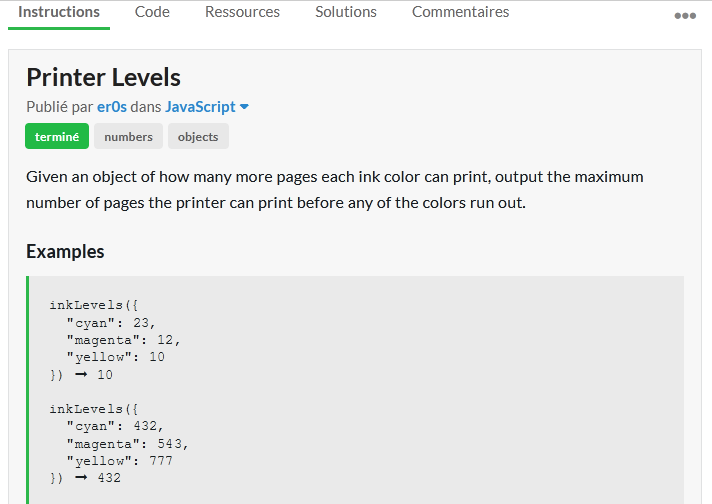 Instructions Code Ressources Solutions Commentaires
Printer Levels
Publié par er0s dans JavaScript
terminé numbers objects
Given an object of how many more pages each ink color can print, output the maximum
number of pages the printer can print before any of the colors run out.
Examples
inkLevels({
  "cyan": 23,
  "magenta": 12,
  "yellow": 10
}) ➞ 10
inkLevels({
  "cyan": 432,
  "magenta": 543,
  "yellow": 777
}) ➞ 432